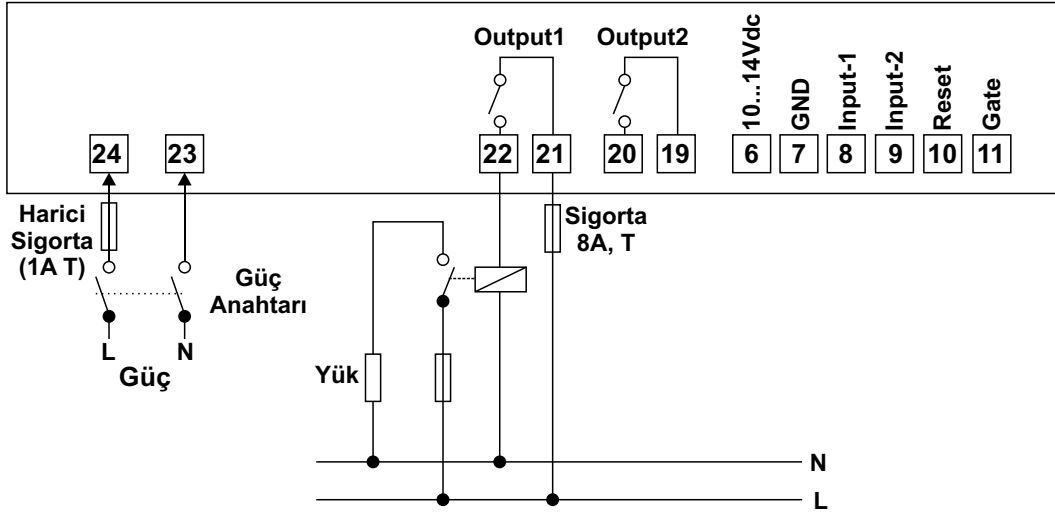 Output1
Output2
10...14Vdc
GND
Input-1
Input-2
Reset
Gate
24
23
22
21
20
19
6
7
8
9
10
11
Harici
Sigorta
(1A T)
Sigorta
8A, T
Güç
Anahtarı
L
N
Güç
Yük
N
L